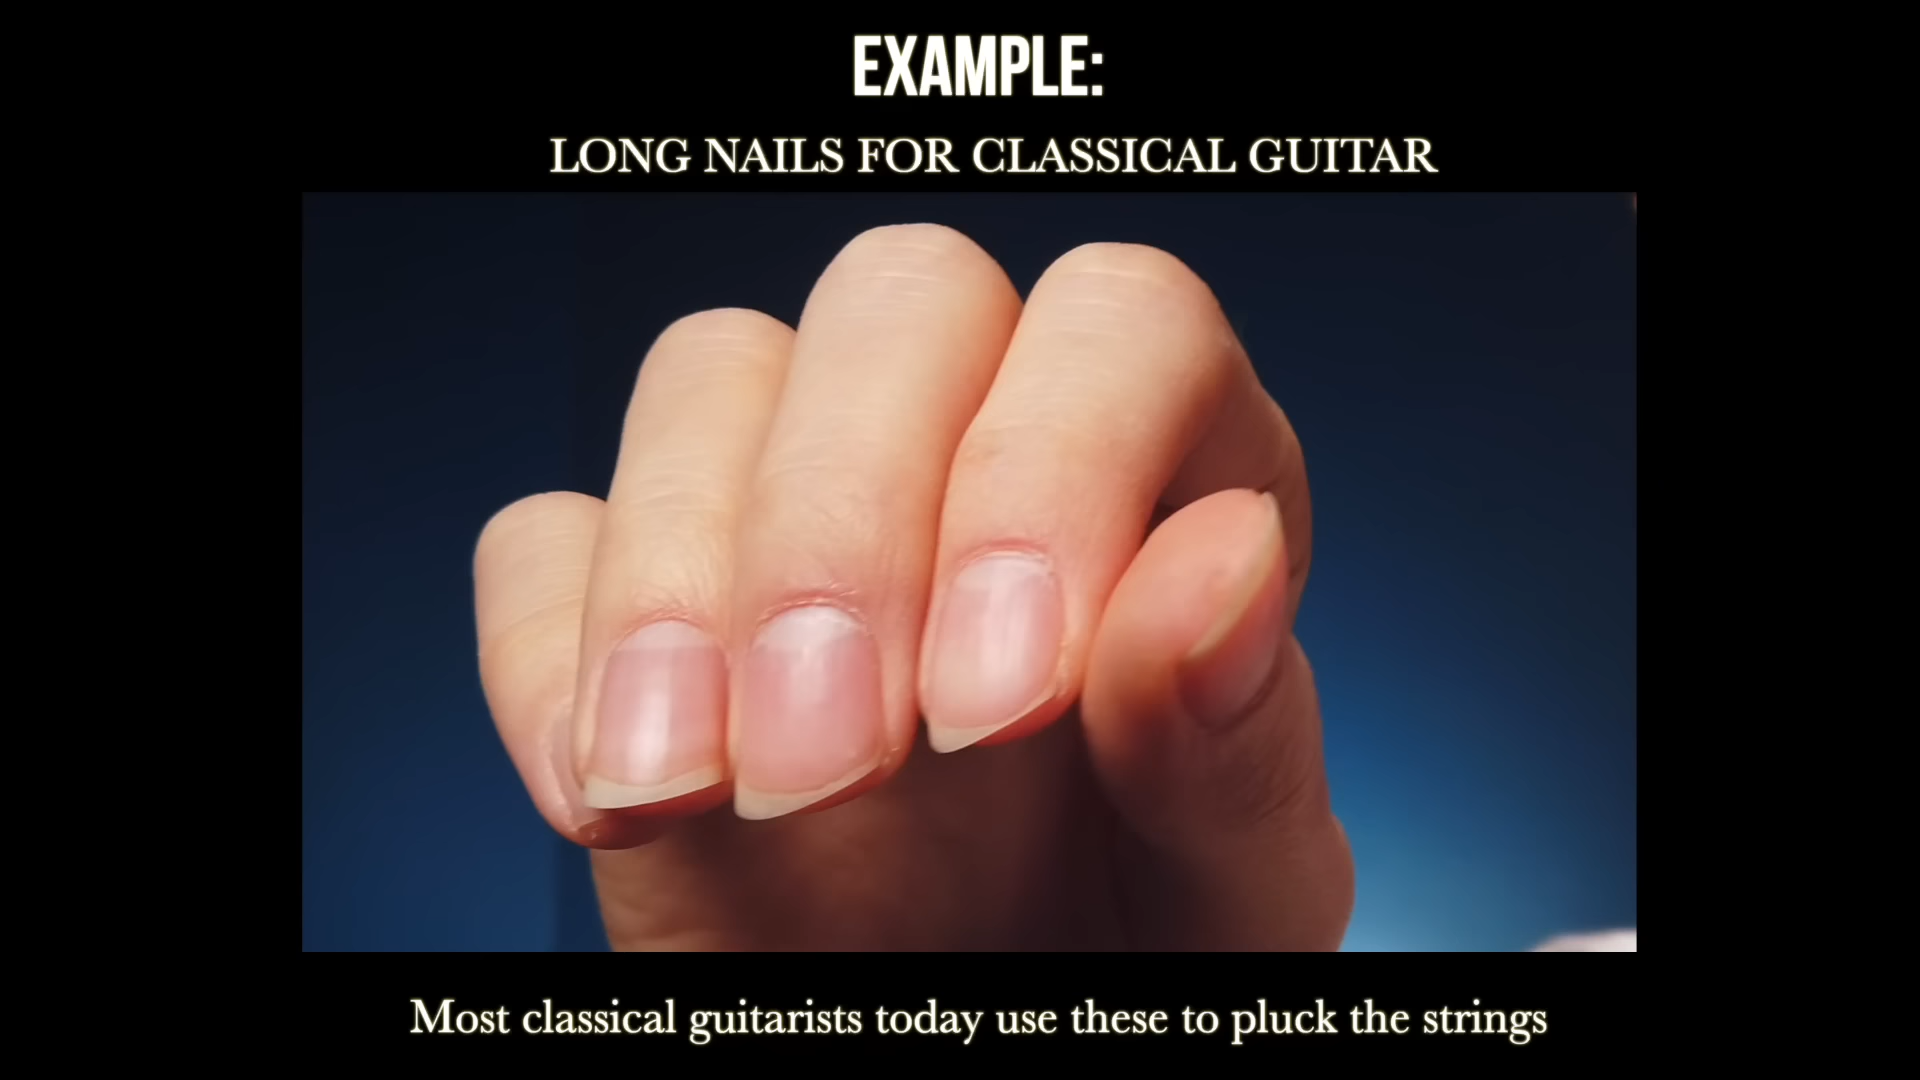 EXAMPLE:
LONG NAILS FOR CLASSICAL GUITAR
Most classical guitarists today use these to pluck the strings